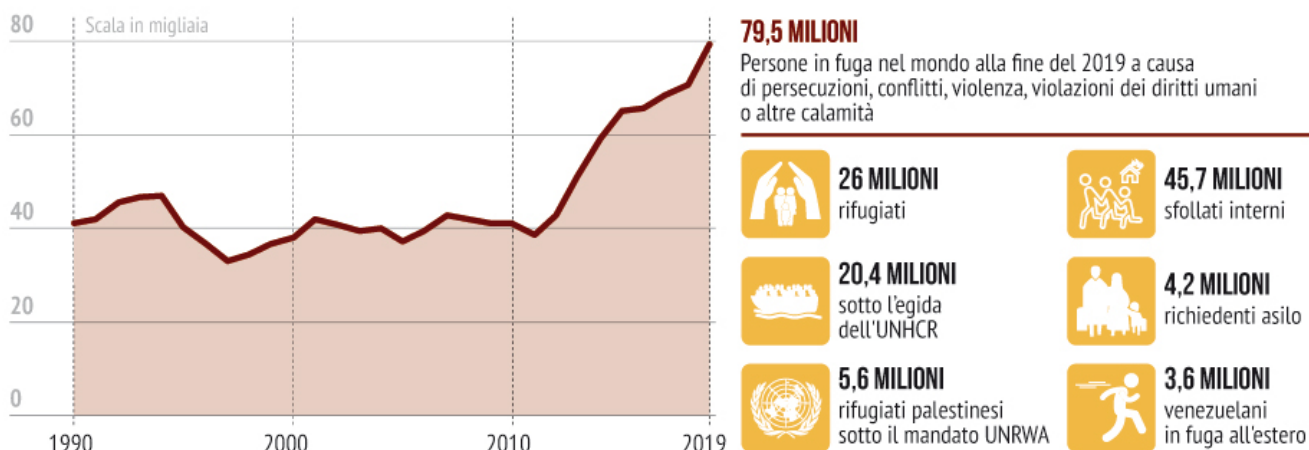 80
Scala in migliaia
60
40
20
0
1990
2000
2010
2019
79,5 MILIONI
Persone in fuga nel mondo alla fine del 2019 a causa
di persecuzioni, conflitti, violenza, violazioni dei diritti umani
o altre calamità
26 MILIONI
rifugiati
45,7 MILIONI
sfollati interni
20,4 MILIONI
sotto l'egida
dell'UNHCR
4,2 MILIONI
richiedenti asilo
5,6 MILIONI
rifugiati palestinesi
sotto il mandato UNRWA
3,6 MILIONI
venezuelani
in fuga all'estero